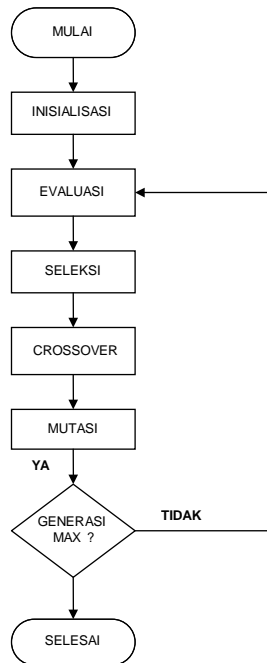 MULAI
INISIALISASI
EVALUASI
SELEKSI
CROSSOVER
MUTASI
YA
GENERASI
MAX ?
TIDAK
SELESAI